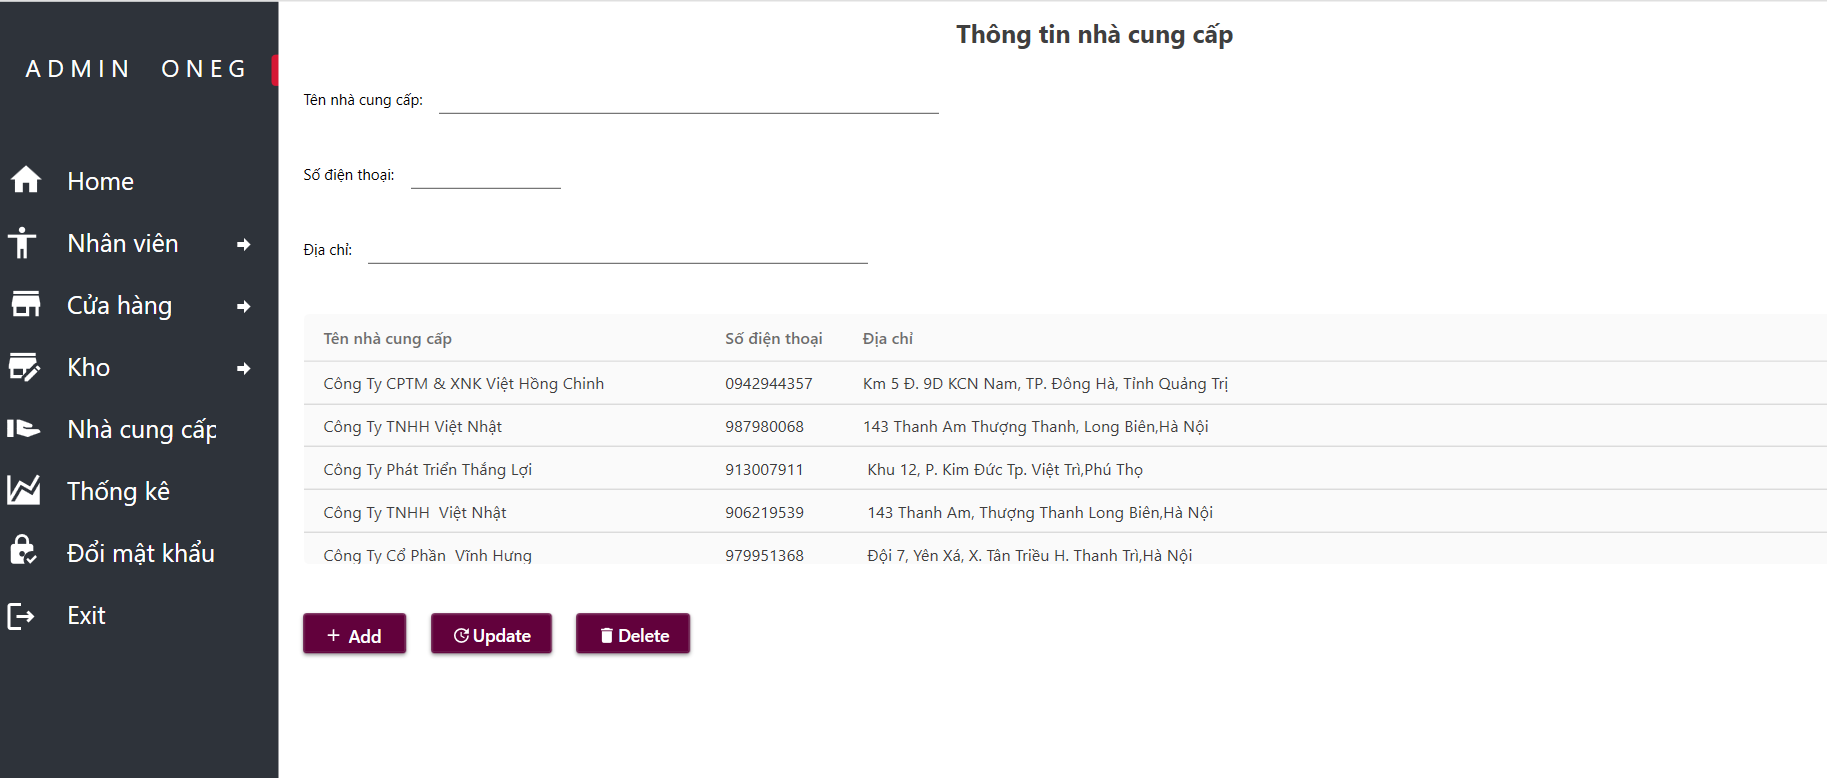 ADMIN ONEG
Home
Nhân viên
Cửa hàng
Kho
Nhà cung cấp
Thống kê
Đổi mật khẩu
Exit
Thông tin nhà cung cấp
Tên nhà cung cấp:
Số điện thoại:
Địa chỉ:
Tên nhà cung cấp Số điện thoại Địa chỉ
Công Ty CPTM & XNK Việt Hồng Chinh 0942944357 Km 5 Đ. 9D KCN Nam, TP. Đông Hà, Tỉnh Quảng Trị
Công Ty TNHH Việt Nhật 987980068 143 Thanh Am Thượng Thanh, Long Biên,Hà Nội
Công Ty Phát Triển Thắng Lợi 913007911 Khu 12, P. Kim Đức Tp. Việt Trì,Phú Thọ
Công Ty TNHH  Việt Nhật 906219539 143 Thanh Am, Thượng Thanh Long Biên,Hà Nội
Công Ty Cổ Phần  Vĩnh Hưng 979951368 Đội 7, Yên Xá, X. Tân Triều H. Thanh Trì,Hà Nội
+ Add Update Delete